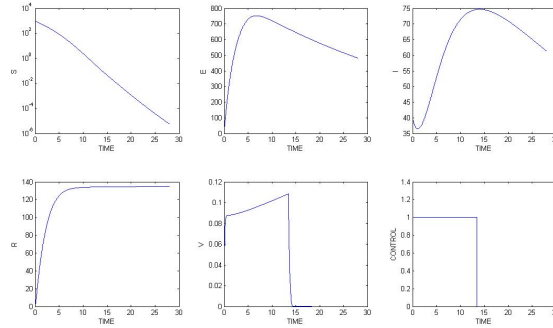 10^4
10^2
10^0
10^-2
10^-4
10^-6
S
0 5 10 15 20 25 30
TIME
800
700
600
500
400
300
200
100
0
E
0 5 10 15 20 25 30
TIME
75
70
65
60
55
50
45
40
35
I
0 5 10 15 20 25 30
TIME
140
120
100
80
60
40
20
0
R
0 5 10 15 20 25 30
TIME
0.12
0.1
0.08
0.06
0.04
0.02
0
V
0 5 10 15 20 25 30
TIME
1.4
1.2
1
0.8
0.6
0.4
0.2
0
CONTROL
0 5 10 15 20 25 30
TIME